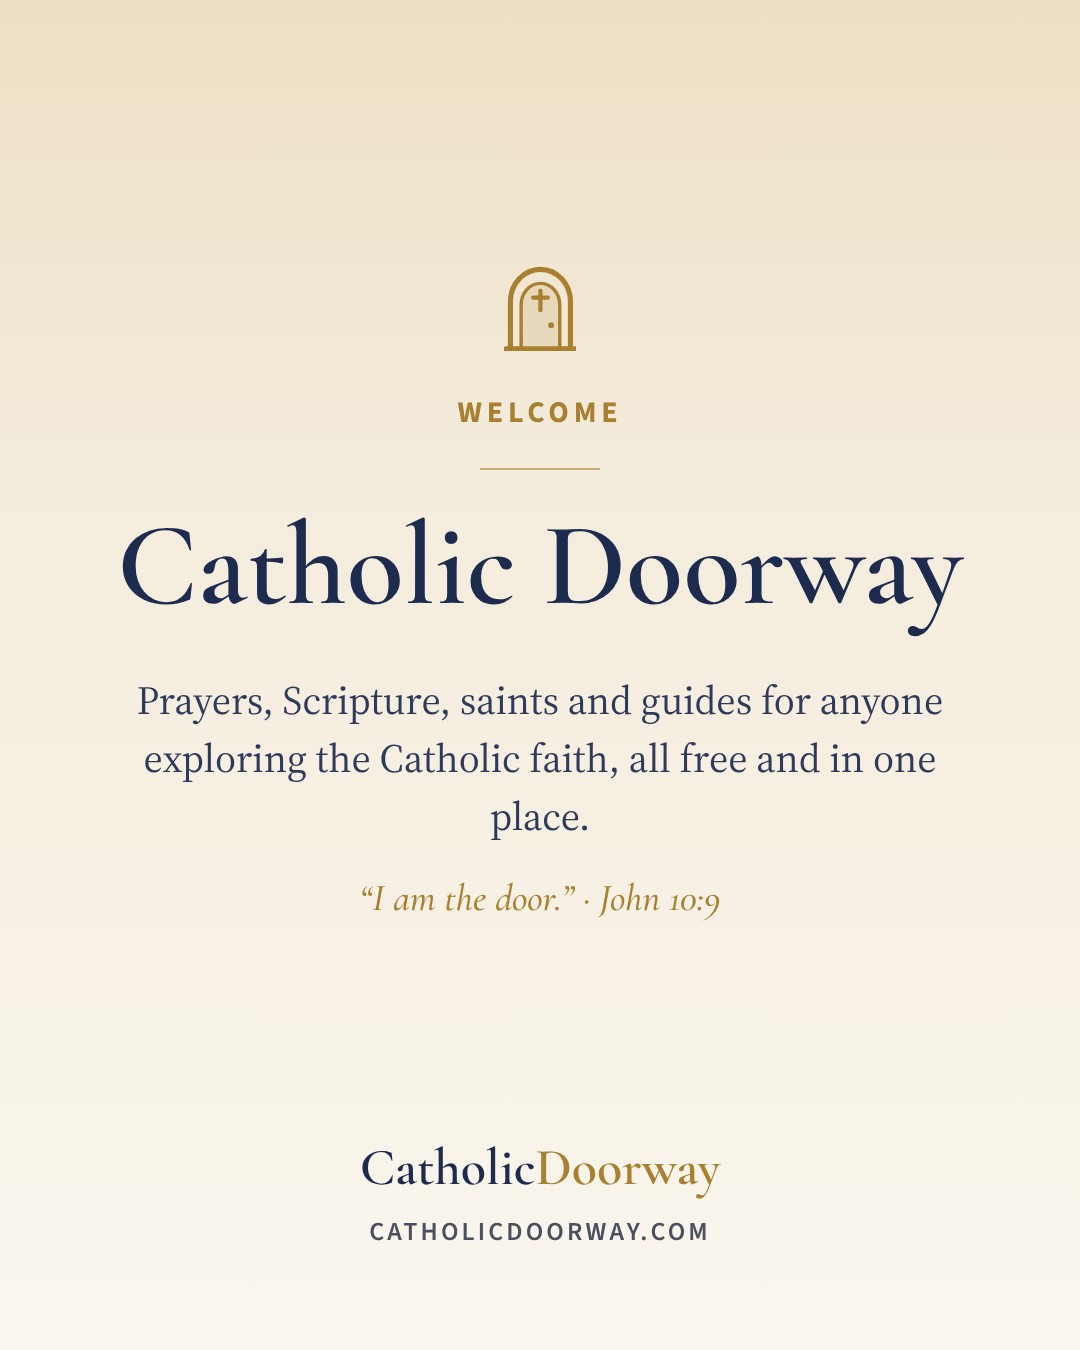 WELCOME
Catholic Doorway
Prayers, Scripture, saints and guides for anyone
exploring the Catholic faith, all free and in one
place.
“I am the door.” · John 10:9
CatholicDoorway
CATHOLICDOORWAY.COM